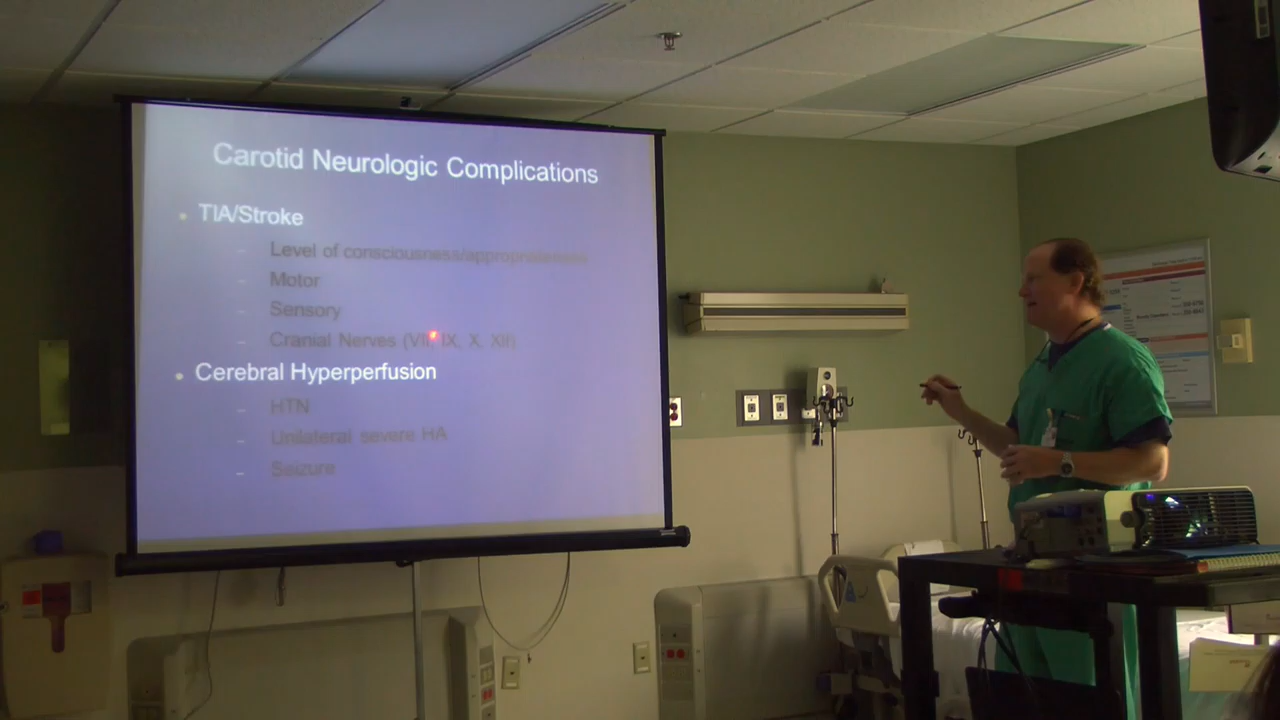 Carotid Neurologic Complications
• TIA/Stroke
– Level of consciousness/appropriateness
– Motor
– Sensory
– Cranial Nerves (VII, IX, X, XII)
• Cerebral Hyperperfusion
– HTN
– Unilateral severe HA
– Seizure